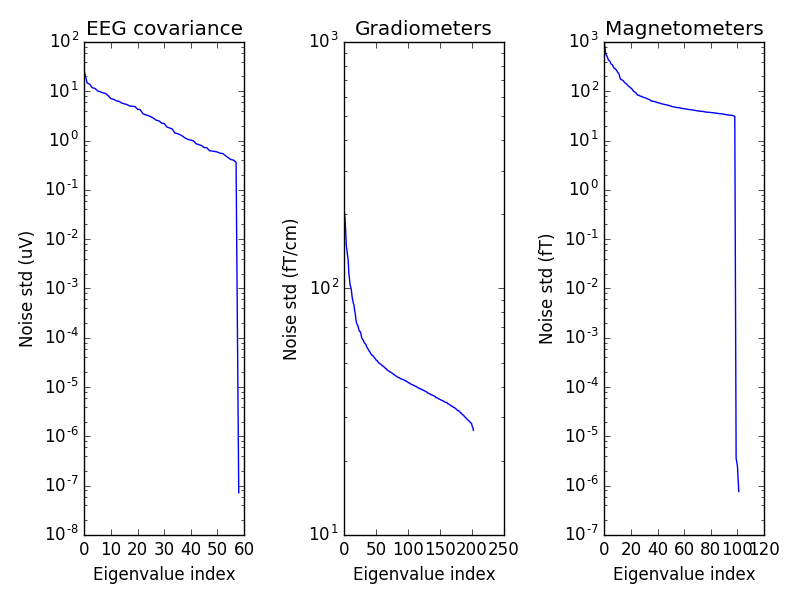 EEG covariance
10^2
10^1
10^0
10^-1
10^-2
10^-3
10^-4
10^-5
10^-6
10^-7
10^-8
Noise std (uV)
0 10 20 30 40 50 60
Eigenvalue index
Gradiometers
10^3
10^2
10^1
Noise std (fT/cm)
0 50 100 150 200 250
Eigenvalue index
Magnetometers
10^3
10^2
10^1
10^0
10^-1
10^-2
10^-3
10^-4
10^-5
10^-6
10^-7
Noise std (fT)
0 20 40 60 80 100 120
Eigenvalue index